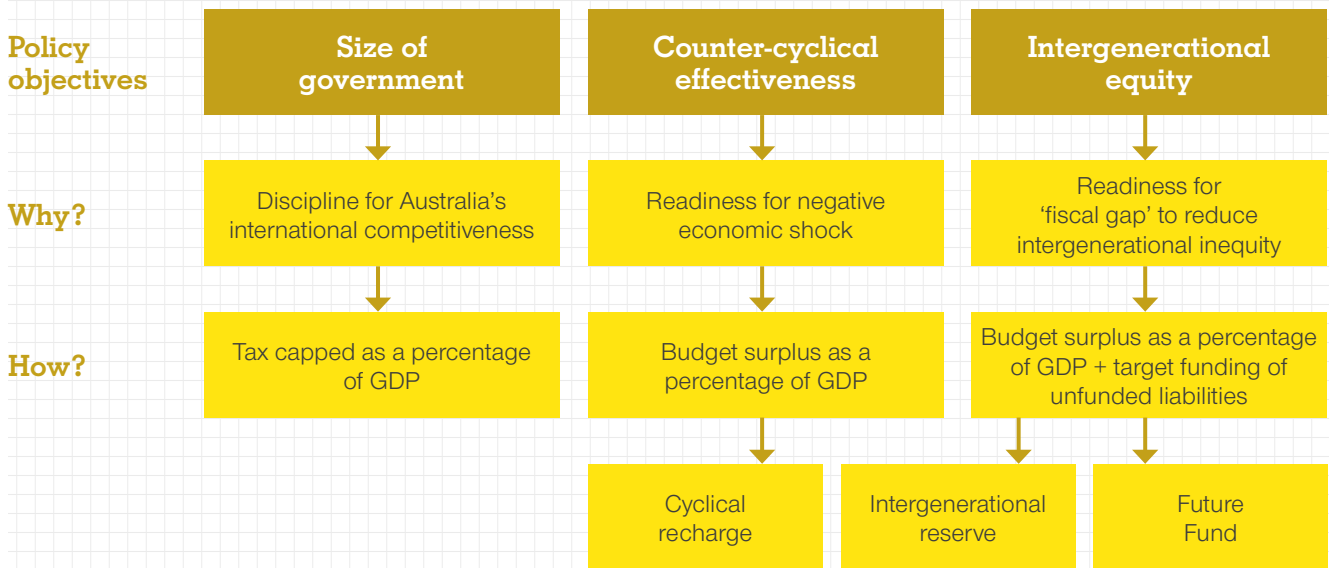 Policy
objectives
Size of
government
Counter-cyclical
effectiveness
Intergenerational
equity
Why?
Discipline for Australia’s
international competitiveness
Readiness for negative
economic shock
Readiness for
‘fiscal gap’ to reduce
intergenerational inequity
How?
Tax capped as a percentage
of GDP
Budget surplus as a
percentage of GDP
Budget surplus as a percentage
of GDP + target funding of
unfunded liabilities
Cyclical
recharge
Intergenerational
reserve
Future
Fund